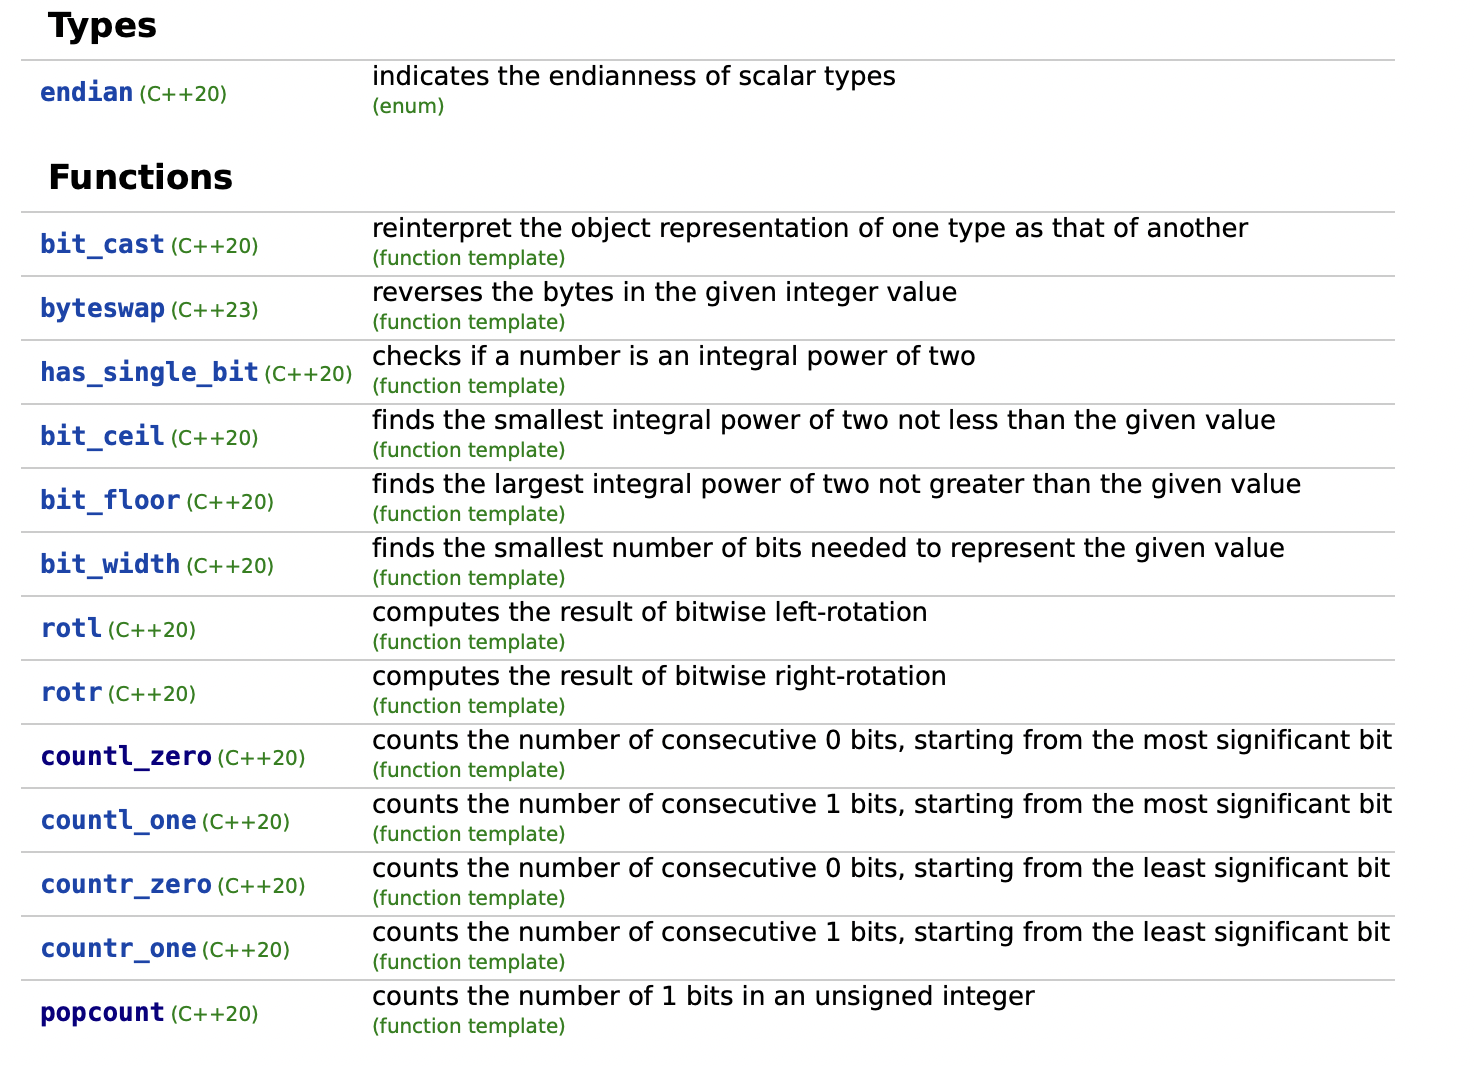 Types
endian (C++20) indicates the endianness of scalar types
(enum)
Functions
bit_cast (C++20) reinterpret the object representation of one type as that of another
(function template)
byteswap (C++23) reverses the bytes in the given integer value
(function template)
has_single_bit (C++20) checks if a number is an integral power of two
(function template)
bit_ceil (C++20) finds the smallest integral power of two not less than the given value
(function template)
bit_floor (C++20) finds the largest integral power of two not greater than the given value
(function template)
bit_width (C++20) finds the smallest number of bits needed to represent the given value
(function template)
rotl (C++20) computes the result of bitwise left-rotation
(function template)
rotr (C++20) computes the result of bitwise right-rotation
(function template)
countl_zero (C++20) counts the number of consecutive 0 bits, starting from the most significant bit
(function template)
countl_one (C++20) counts the number of consecutive 1 bits, starting from the most significant bit
(function template)
countr_zero (C++20) counts the number of consecutive 0 bits, starting from the least significant bit
(function template)
countr_one (C++20) counts the number of consecutive 1 bits, starting from the least significant bit
(function template)
popcount (C++20) counts the number of 1 bits in an unsigned integer
(function template)